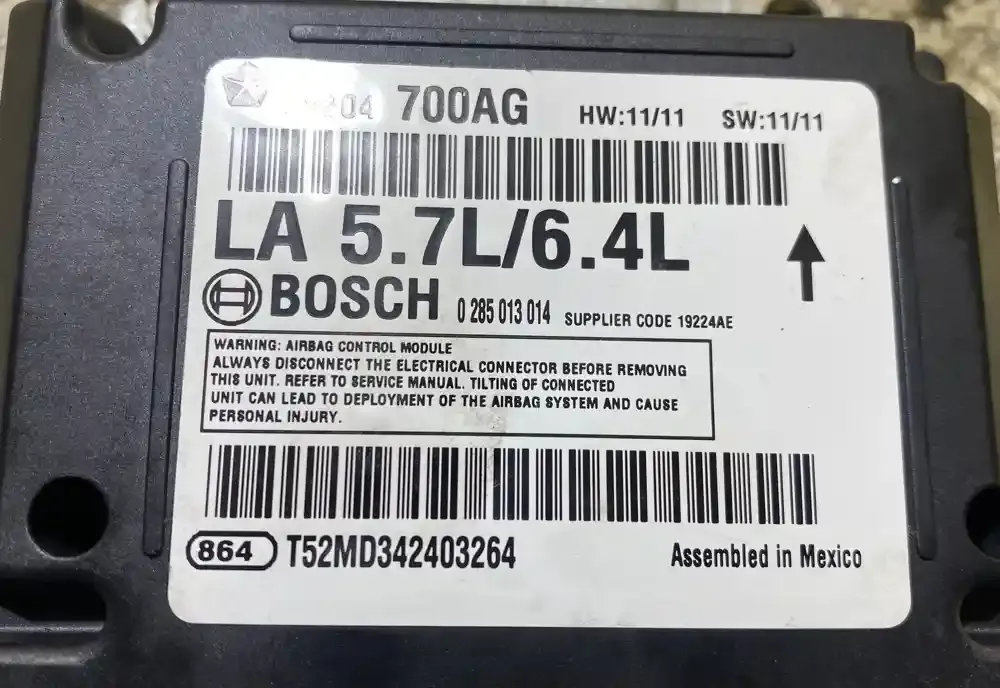 700AG HW:11/11 SW:11/11
LA 5.7L/6.4L
BOSCH 0 285 013 014 SUPPLIER CODE 19224AE
WARNING: AIRBAG CONTROL MODULE
ALWAYS DISCONNECT THE ELECTRICAL CONNECTOR BEFORE REMOVING
THIS UNIT. REFER TO SERVICE MANUAL. TILTING OF CONNECTED
UNIT CAN LEAD TO DEPLOYMENT OF THE AIRBAG SYSTEM AND CAUSE
PERSONAL INJURY.
864 T52MD342403264 Assembled in Mexico